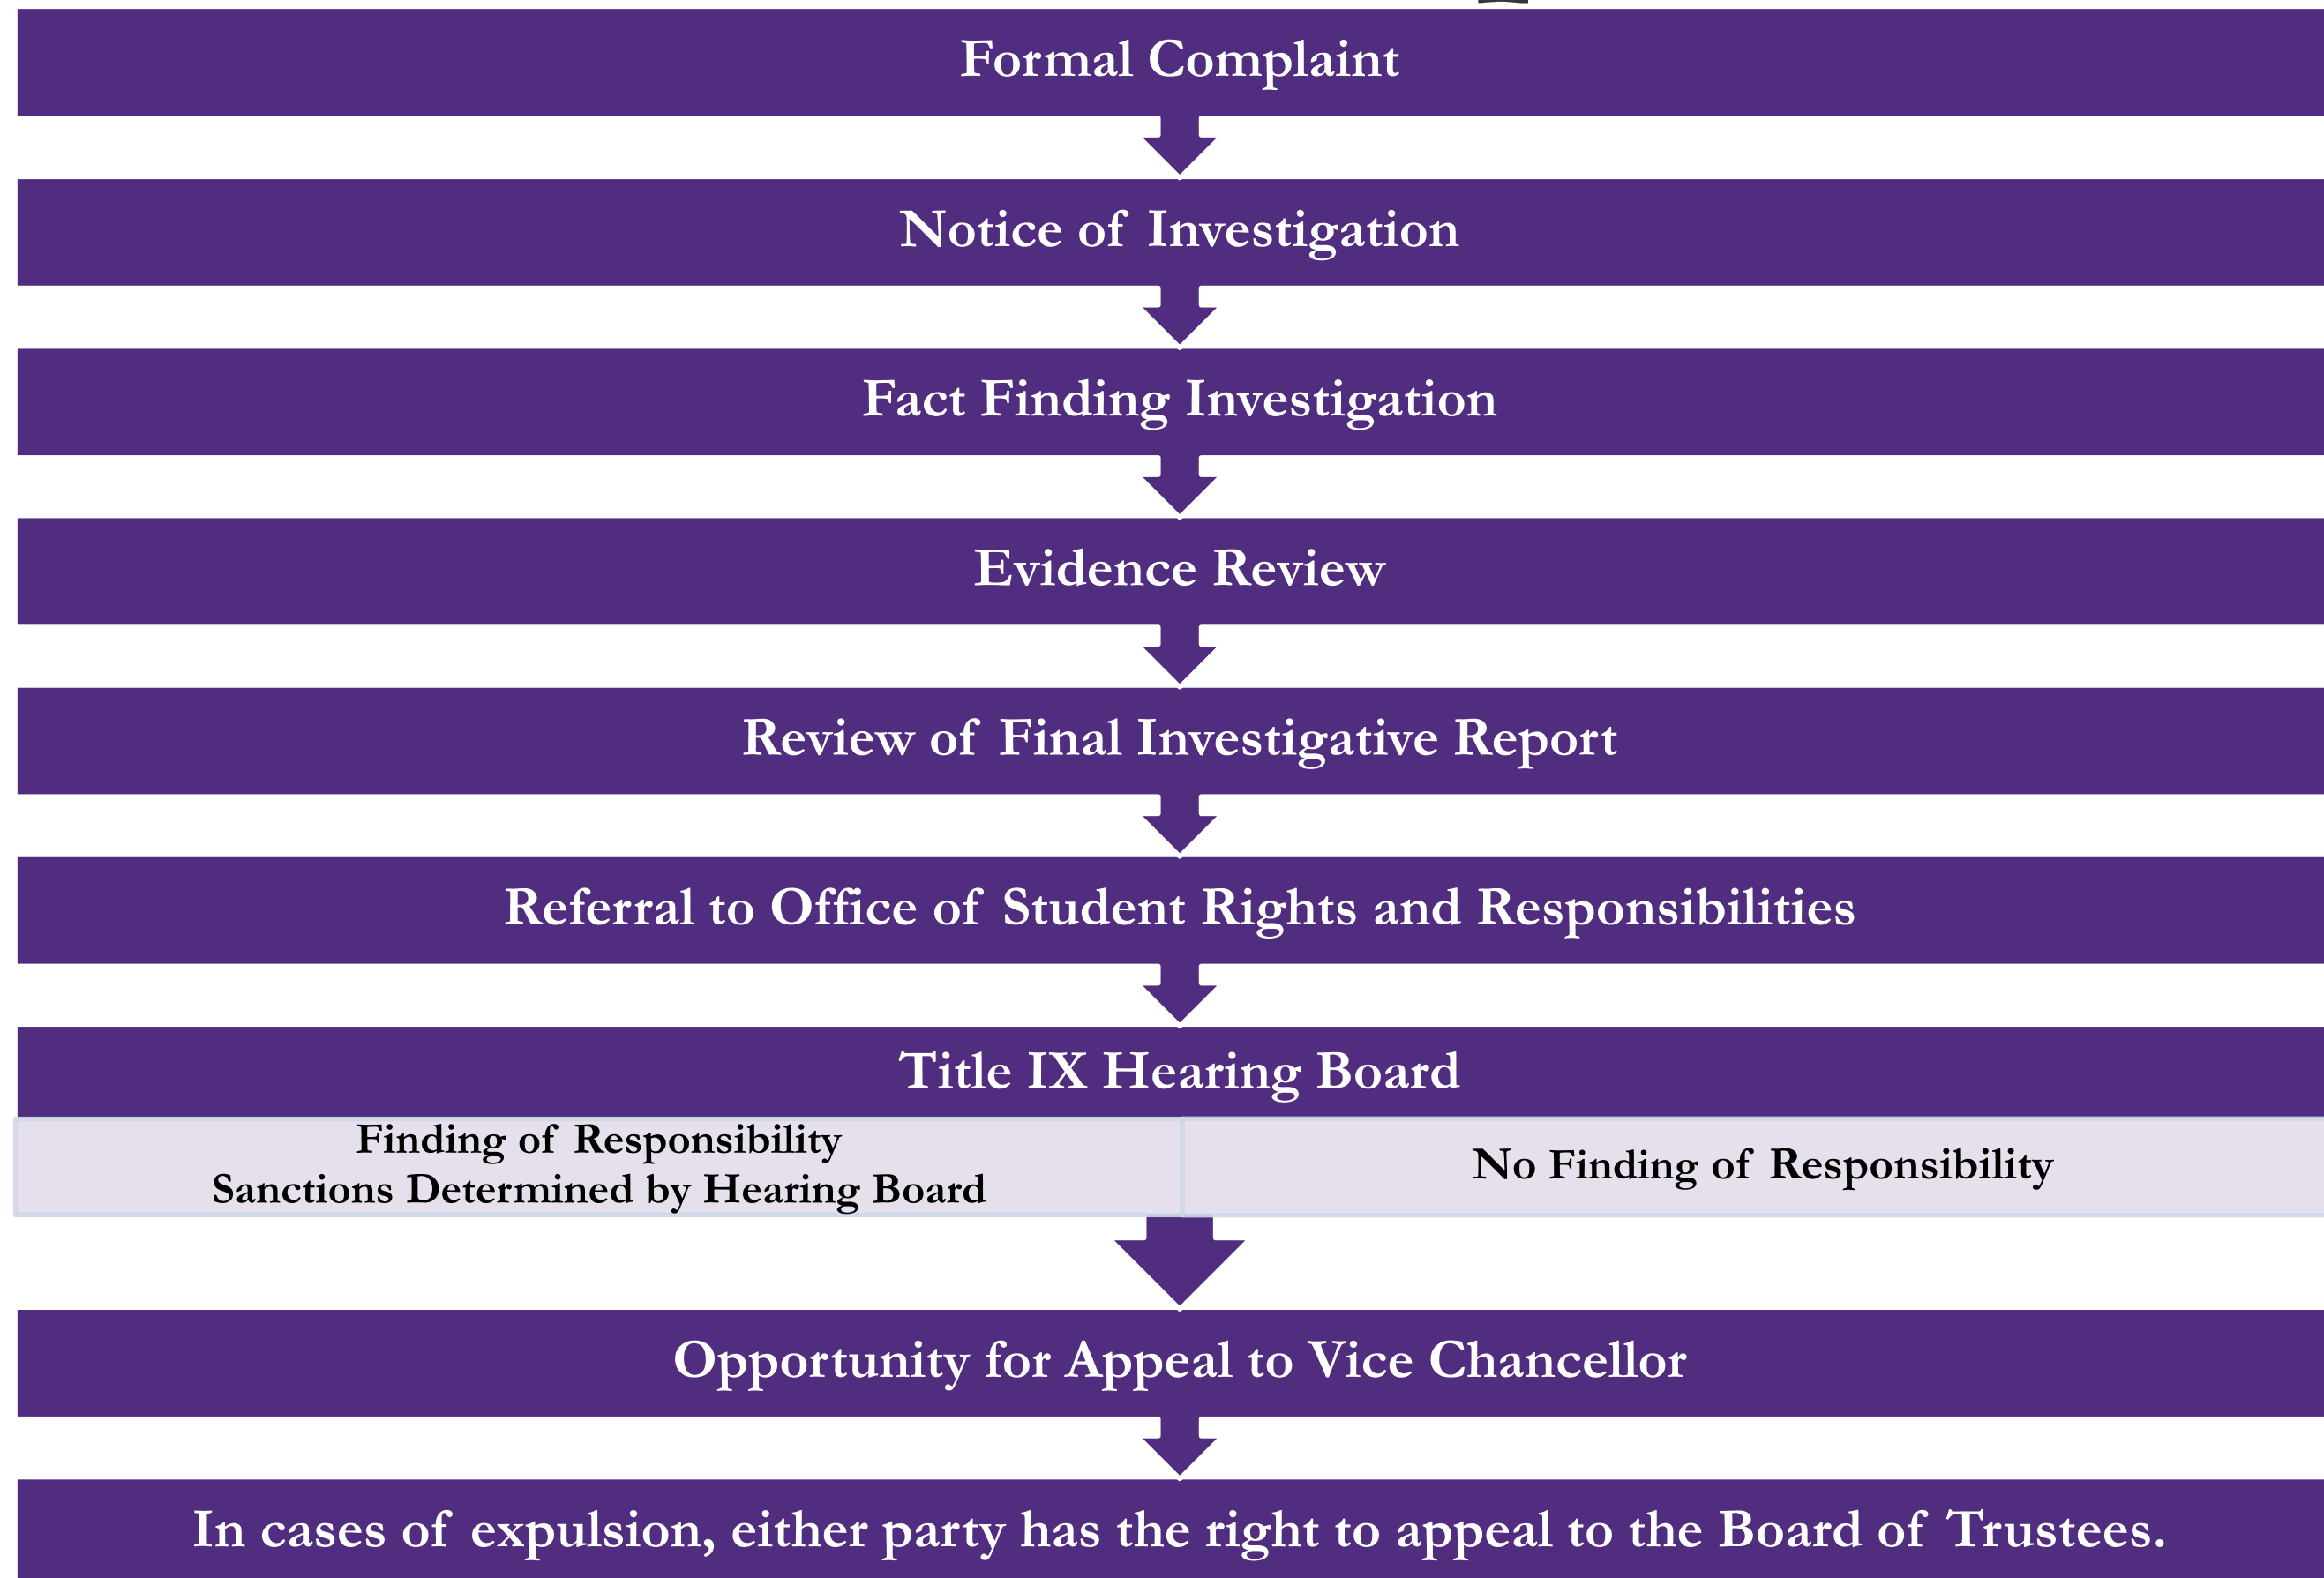 Formal Complaint
Notice of Investigation
Fact Finding Investigation
Evidence Review
Review of Final Investigative Report
Referral to Office of Student Rights and Responsibilities
Title IX Hearing Board
Finding of Responsibility
Sanctions Determined by Hearing Board
No Finding of Responsibility
Opportunity for Appeal to Vice Chancellor
In cases of expulsion, either party has the right to appeal to the Board of Trustees.